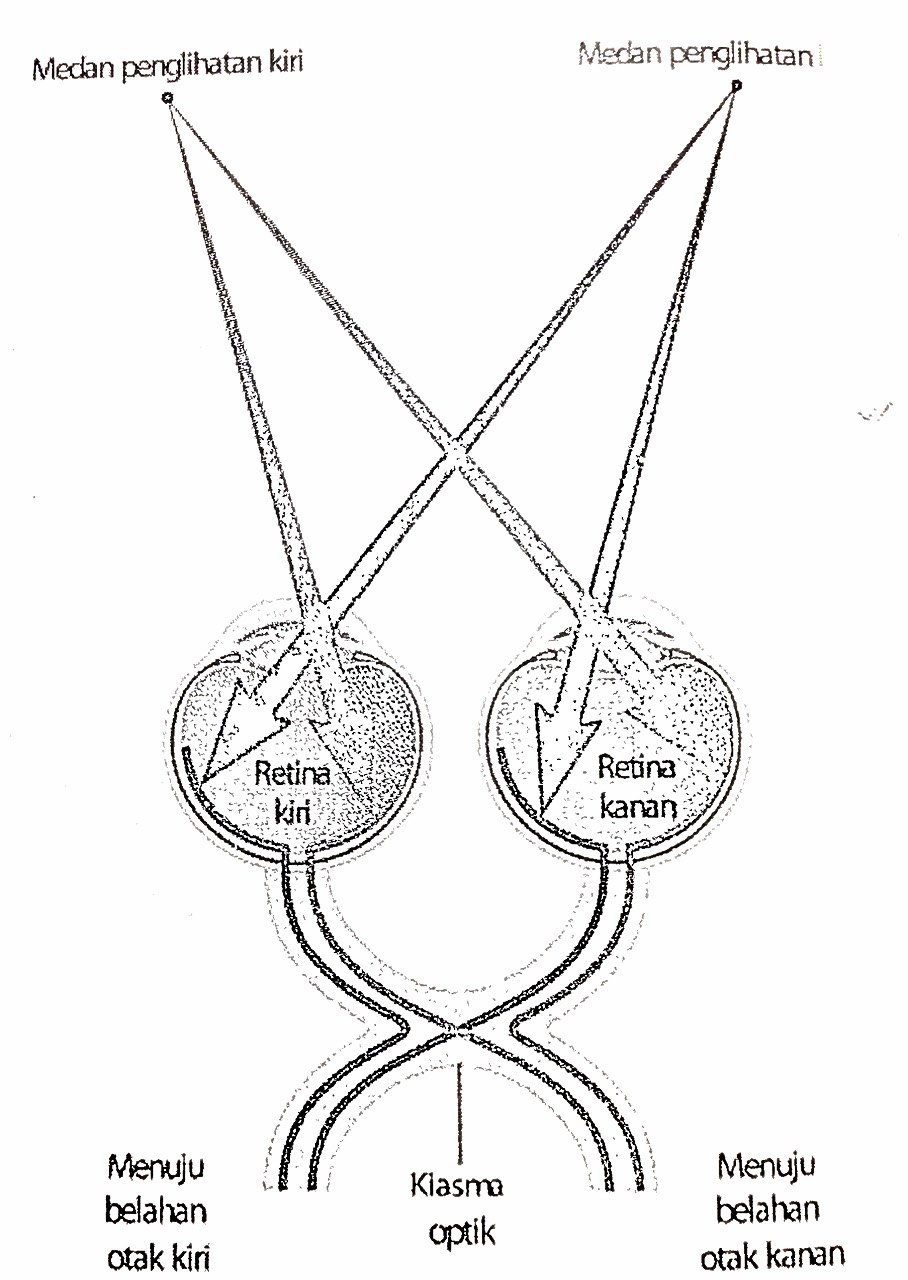 Medan penglihatan kiri
Medan penglihatan
Retina
kiri
Retina
kanan
Menuju
belahan
otak kiri
Kiasma
optik
Menuju
belahan
otak kanan